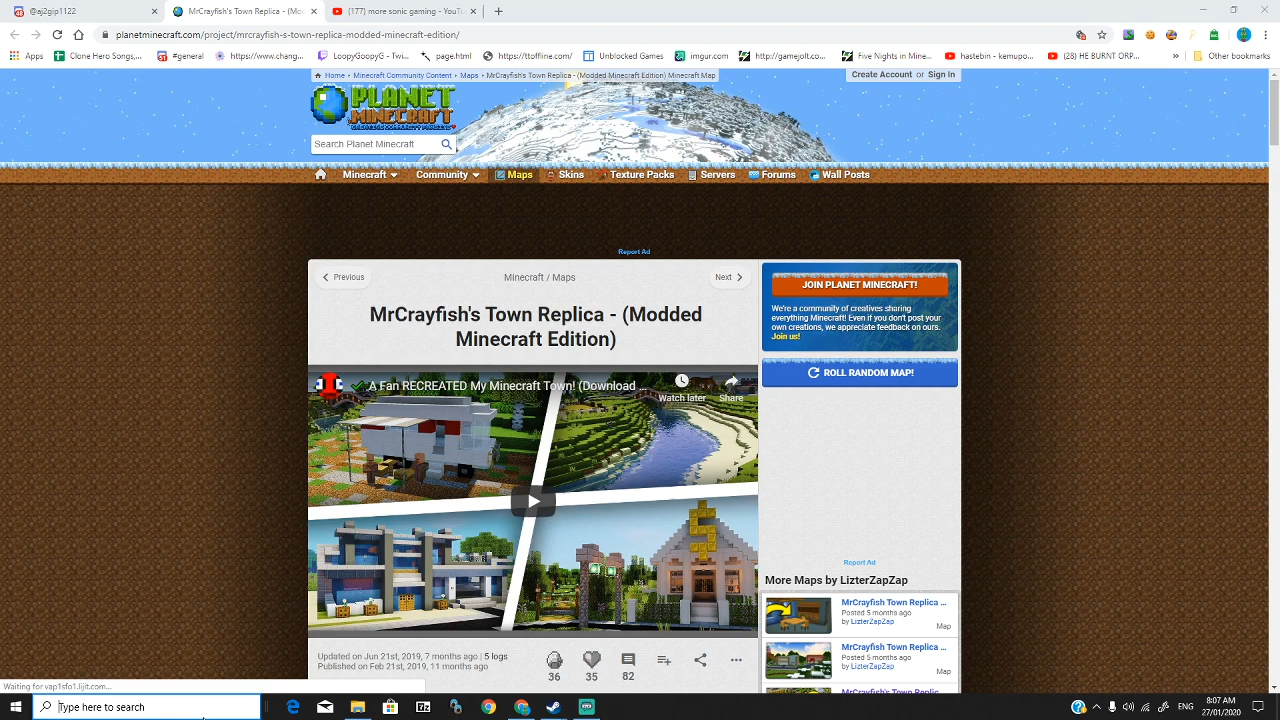 @aj2gip1122
MrCrayfish's Town Replica - (Mod
(177) more sonic gaming - YouTu
planetminecraft.com/project/mrcrayfish-s-town-replica-modded-minecraft-edition/
Apps
Clone Hero Songs,...
#general
https://www.chang...
LoopyGoopyG - Twi...
page.html
https://ttoffline.com/
Unblocked Games
imgur.com
http://gamejolt.co...
Five Nights in Mine...
hastebin - kemupo...
(28) HE BURNT ORP...
»
Other bookmarks
Home • Minecraft Community Content • Maps • MrCrayfish's Town Replica - (Modded Minecraft Edition) Minecraft Map
Create Account or Sign In
PLANET
MINECRAFT
Search Planet Minecraft
Minecraft
Community
Maps
Skins
Texture Packs
Servers
Forums
Wall Posts
Report Ad
Previous
Minecraft / Maps
Next
MrCrayfish's Town Replica - (Modded
Minecraft Edition)
A Fan RECREATED My Minecraft Town! (Download ...
Watch later
Share
Updated on Jun 21st, 2019, 7 months ago | 5 logs
Published on Feb 21st, 2019, 11 months ago
36
35
82
JOIN PLANET MINECRAFT!
We're a community of creatives sharing
everything Minecraft! Even if you don't post your
own creations, we appreciate feedback on ours.
Join us!
ROLL RANDOM MAP!
Report Ad
More Maps by LizterZapZap
MrCrayfish Town Replica ...
Posted 5 months ago
by LizterZapZap
Map
MrCrayfish Town Replica ...
Posted 5 months ago
by LizterZapZap
Map
MrCrayfish's Town Replic...
Waiting for vap1sfo1.lijit.com...
Type here to search
ENG
8:07 AM
27/01/2020